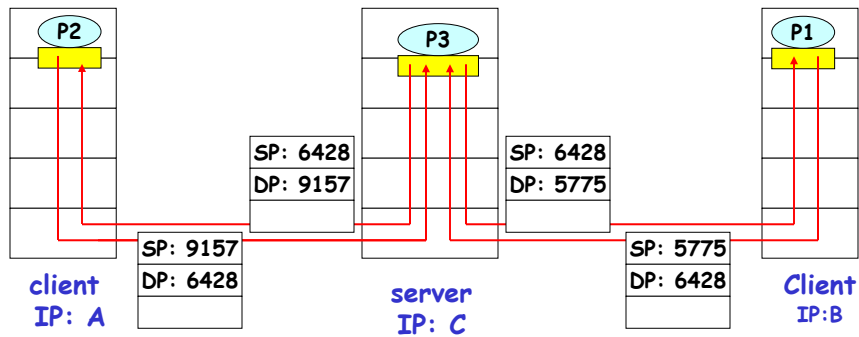 P2
P3
P1
SP: 6428
DP: 9157
SP: 6428
DP: 5775
SP: 9157
DP: 6428
SP: 5775
DP: 6428
client
IP: A
server
IP: C
Client
IP:B